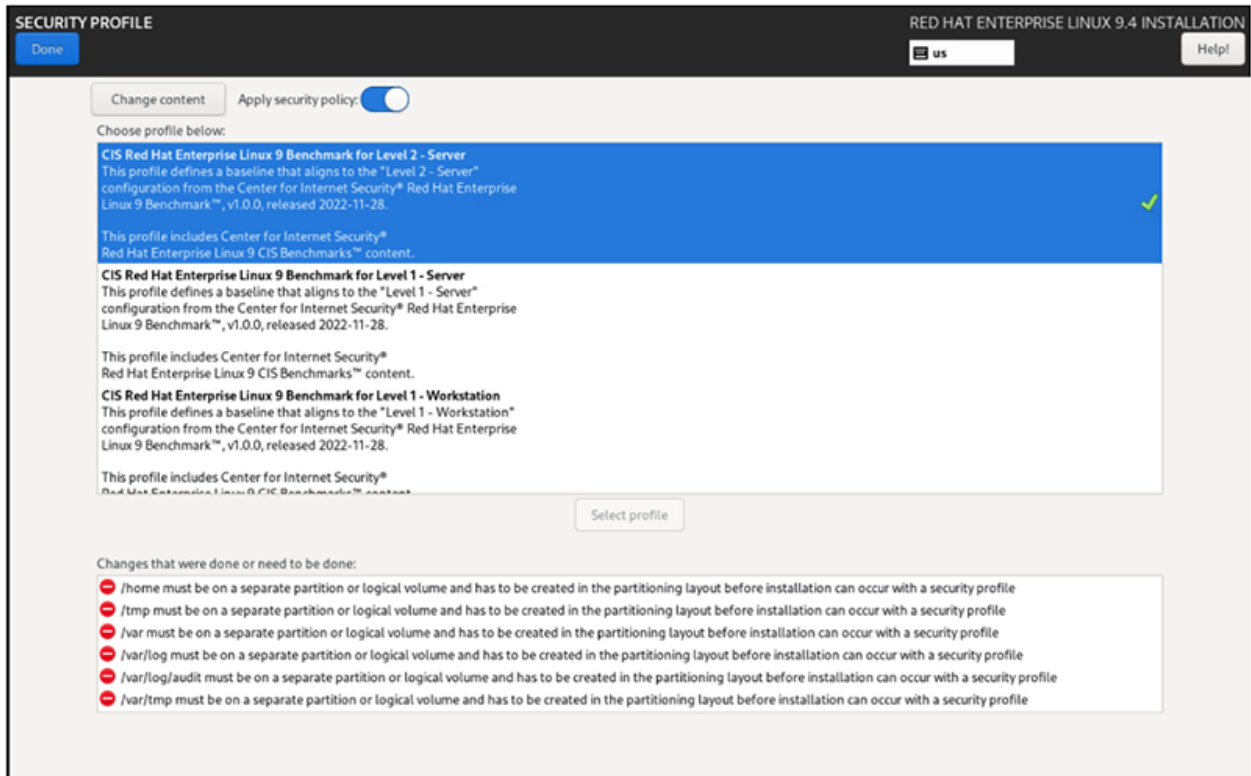 SECURITY PROFILE
RED HAT ENTERPRISE LINUX 9.4 INSTALLATION
Done
us
Help!
Change content
Apply security policy:
Choose profile below:
CIS Red Hat Enterprise Linux 9 Benchmark for Level 2 - Server
This profile defines a baseline that aligns to the "Level 2 - Server"
configuration from the Center for Internet Security® Red Hat Enterprise
Linux 9 Benchmark™, v1.0.0, released 2022-11-28.
This profile includes Center for Internet Security®
Red Hat Enterprise Linux 9 CIS Benchmarks™ content.
CIS Red Hat Enterprise Linux 9 Benchmark for Level 1 - Server
This profile defines a baseline that aligns to the "Level 1 - Server"
configuration from the Center for Internet Security® Red Hat Enterprise
Linux 9 Benchmark™, v1.0.0, released 2022-11-28.
This profile includes Center for Internet Security®
Red Hat Enterprise Linux 9 CIS Benchmarks™ content.
CIS Red Hat Enterprise Linux 9 Benchmark for Level 1 - Workstation
This profile defines a baseline that aligns to the "Level 1 - Workstation"
configuration from the Center for Internet Security® Red Hat Enterprise
Linux 9 Benchmark™, v1.0.0, released 2022-11-28.
This profile includes Center for Internet Security®
Red Hat Enterprise Linux 9 CIS Benchmarks™ content.
Select profile
Changes that were done or need to be done:
/home must be on a separate partition or logical volume and has to be created in the partitioning layout before installation can occur with a security profile
/tmp must be on a separate partition or logical volume and has to be created in the partitioning layout before installation can occur with a security profile
/var must be on a separate partition or logical volume and has to be created in the partitioning layout before installation can occur with a security profile
/var/log must be on a separate partition or logical volume and has to be created in the partitioning layout before installation can occur with a security profile
/var/log/audit must be on a separate partition or logical volume and has to be created in the partitioning layout before installation can occur with a security profile
/var/tmp must be on a separate partition or logical volume and has to be created in the partitioning layout before installation can occur with a security profile